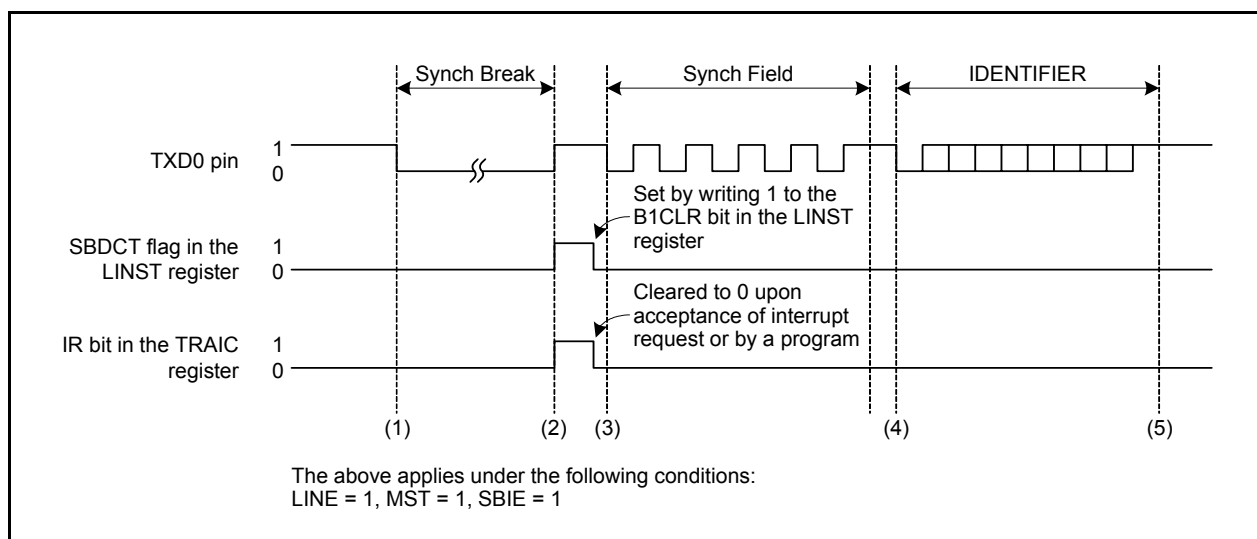 Synch Break
Synch Field
IDENTIFIER
TXD0 pin
1
0
Set by writing 1 to the
B1CLR bit in the LINST
register
SBDCT flag in the
LINST register
1
0
Cleared to 0 upon
acceptance of interrupt
request or by a program
IR bit in the TRAIC
register
1
0
(1)
(2)
(3)
(4)
(5)
The above applies under the following conditions:
LINE = 1, MST = 1, SBIE = 1